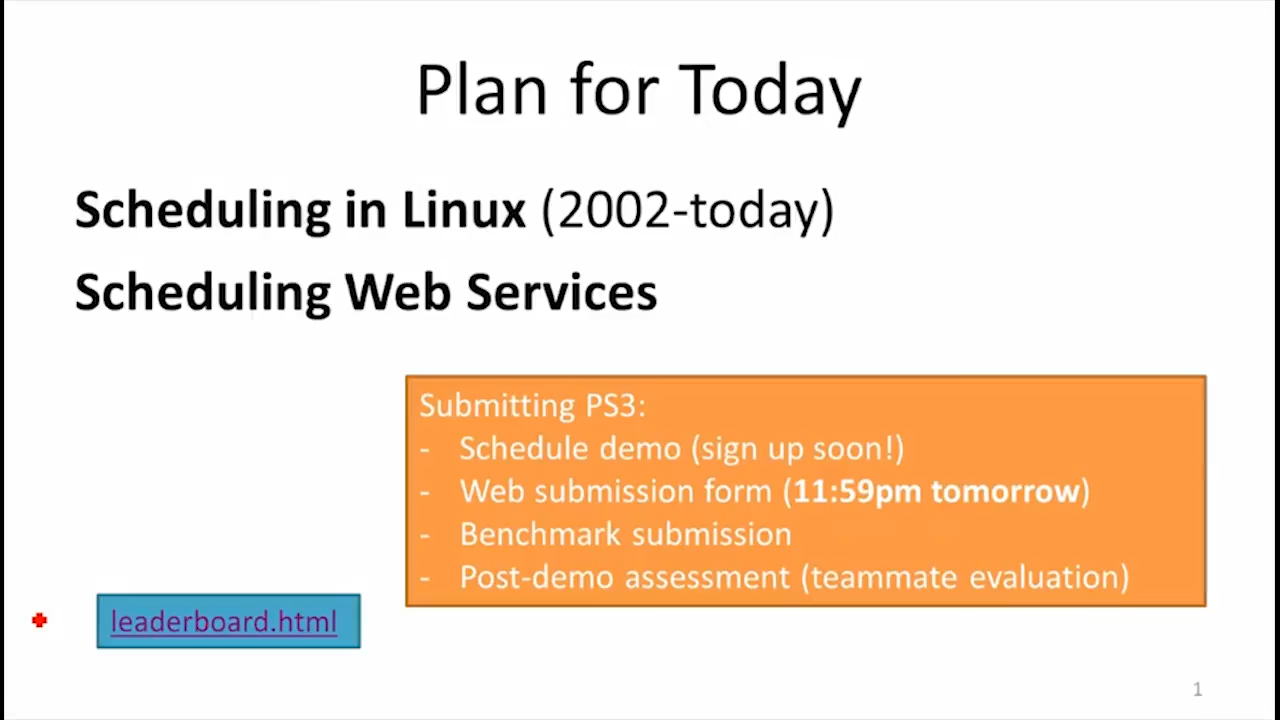 Plan for Today
Scheduling in Linux (2002-today)
Scheduling Web Services
Submitting PS3:
- Schedule demo (sign up soon!)
- Web submission form (11:59pm tomorrow)
- Benchmark submission
- Post-demo assessment (teammate evaluation)
leaderboard.html
1